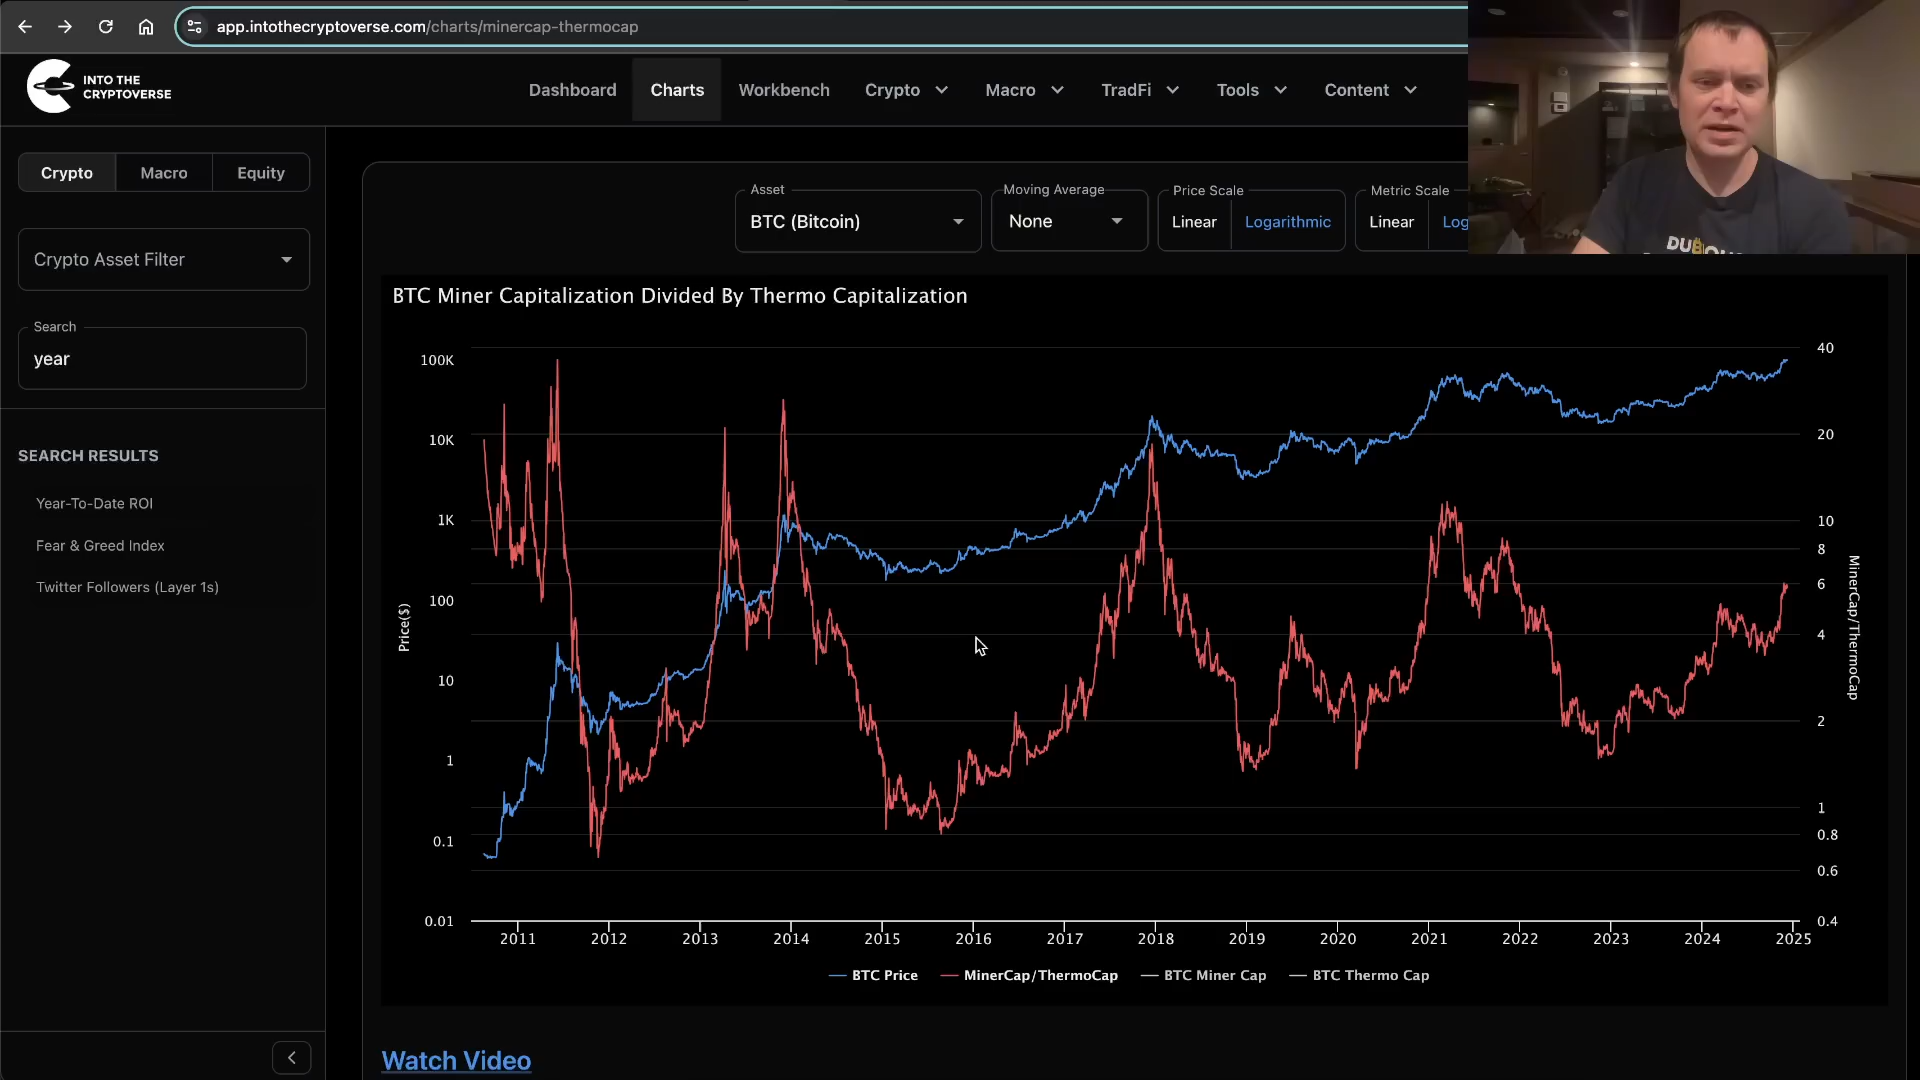 app.intothecryptoverse.com/charts/minercap-thermocap
INTO THE
CRYPTOVERSE
Dashboard
Charts
Workbench
Crypto
Macro
TradFi
Tools
Content
Crypto
Macro
Equity
Crypto Asset Filter
Search
year
SEARCH RESULTS
Year-To-Date ROI
Fear & Greed Index
Twitter Followers (Layer 1s)
Asset
BTC (Bitcoin)
Moving Average
None
Price Scale
Linear
Logarithmic
Metric Scale
Linear
Log
BTC Miner Capitalization Divided By Thermo Capitalization
100K
10K
1K
100
10
1
0.1
0.01
Price($)
40
20
10
8
6
4
2
1
0.8
0.6
0.4
MinerCap/ThermoCap
2011
2012
2013
2014
2015
2016
2017
2018
2019
2020
2021
2022
2023
2024
2025
BTC Price
MinerCap/ThermoCap
BTC Miner Cap
BTC Thermo Cap
Watch Video